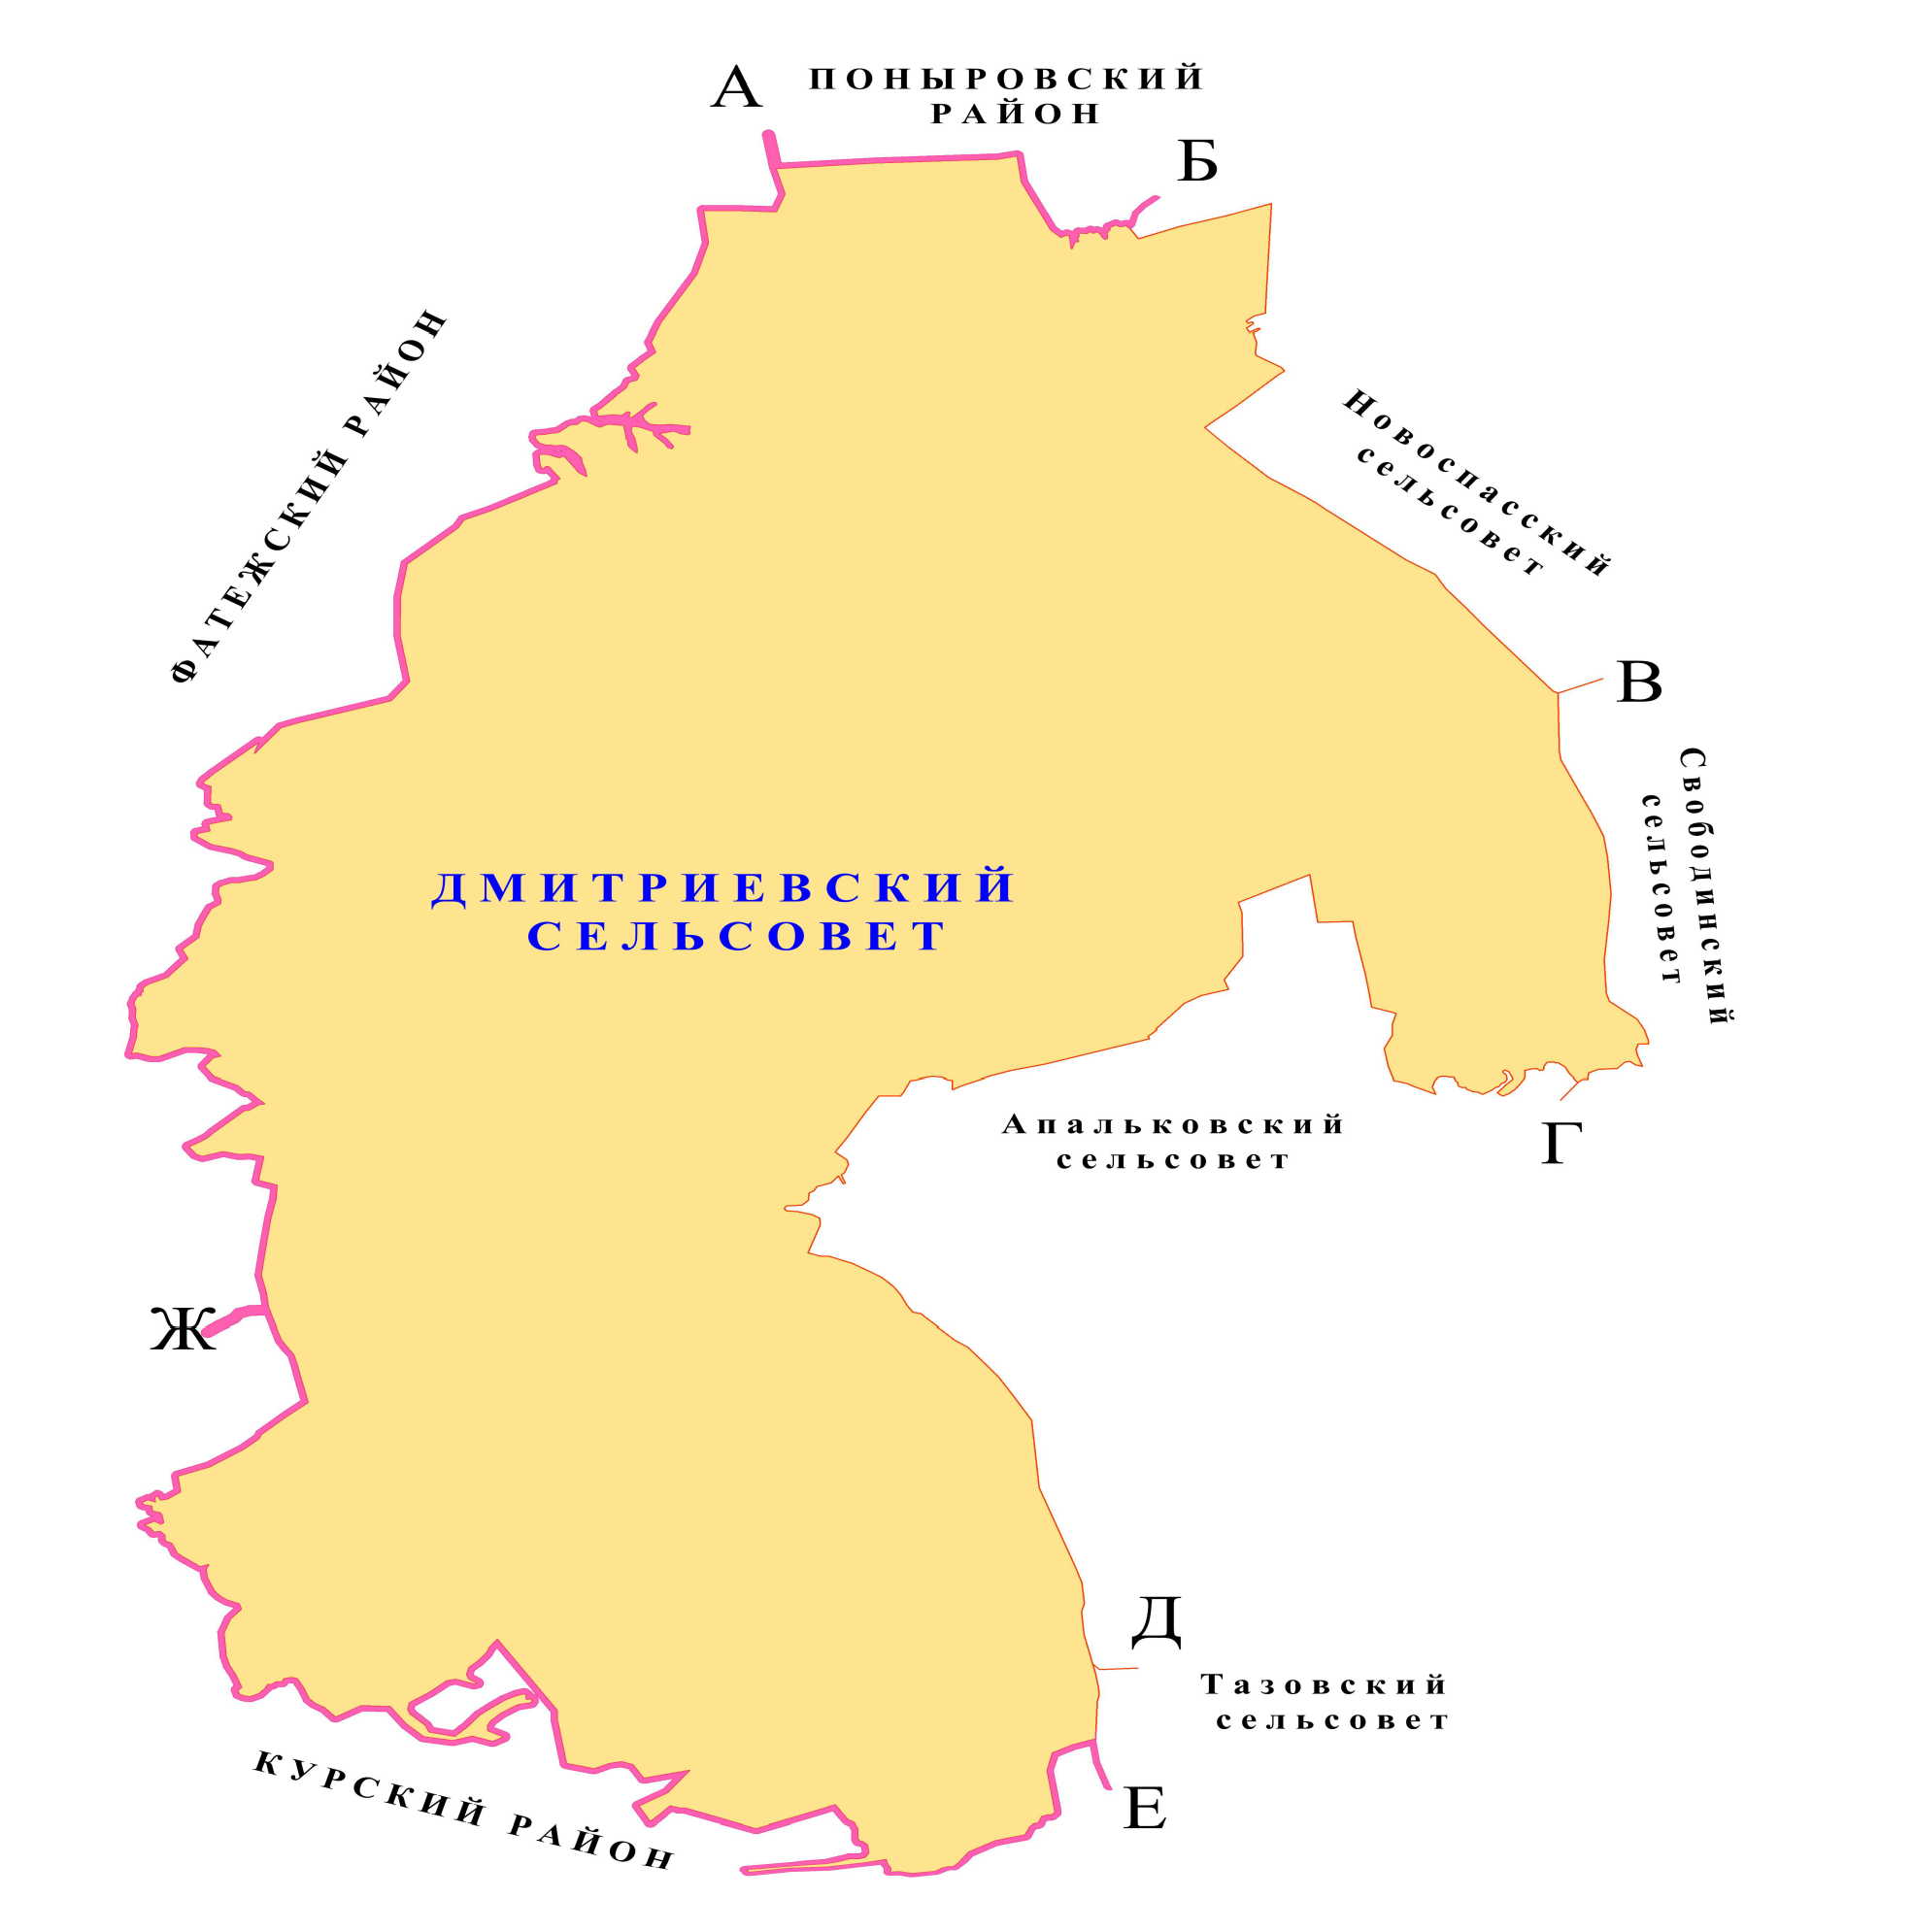 А
ПОНЫРОВСКИЙ
РАЙОН
Б
ФАТЕЖСКИЙ РАЙОН
Новоспасский
сельсовет
В
Свободинский
сельсовет
ДМИТРИЕВСКИЙ
СЕЛЬСОВЕТ
Апальковский
сельсовет
Г
Ж
Д
Тазовский
сельсовет
КУРСКИЙ РАЙОН
Е